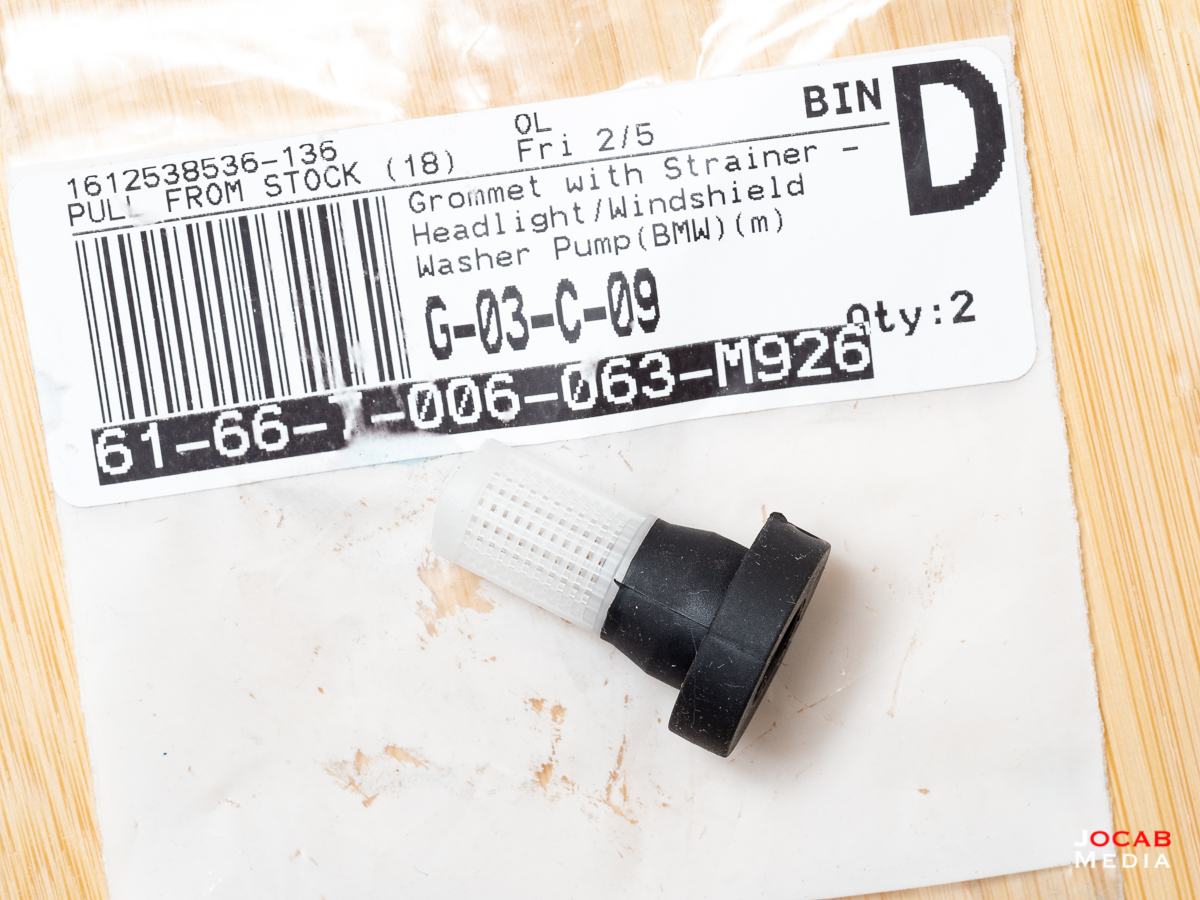 OL
BIN
D
1612538536-136
Fri 2/5
PULL FROM STOCK (18)
Grommet with Strainer -
Headlight/Windshield
Washer Pump(BMW)(m)
G-03-C-09
Qty:2
61-66-7-006-063-M926
JOCAB
MEDIA